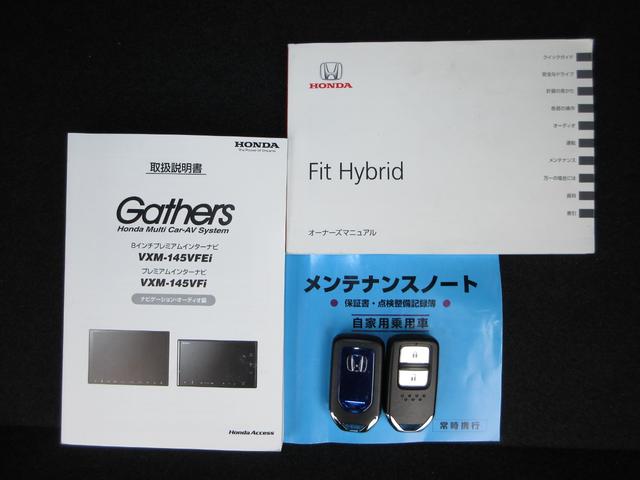 HONDA
The Power of Dreams
取扱説明書
Gathers
Honda Multi Car-AV System
8インチプレミアムインターナビ
VXM-145VFEi
プレミアムインターナビ
VXM-145VFi
ナビゲーション・オーディオ編
Honda Access
HONDA
Fit Hybrid
オーナーズマニュアル
クイックガイド
安全なドライブ
計器の見かた
各部の操作
オーディオ
運転
メンテナンス
万一の場合には
資料
索引
メンテナンスノート
● 保証書・点検整備記録簿 ●
自家用乗用車
常時携行